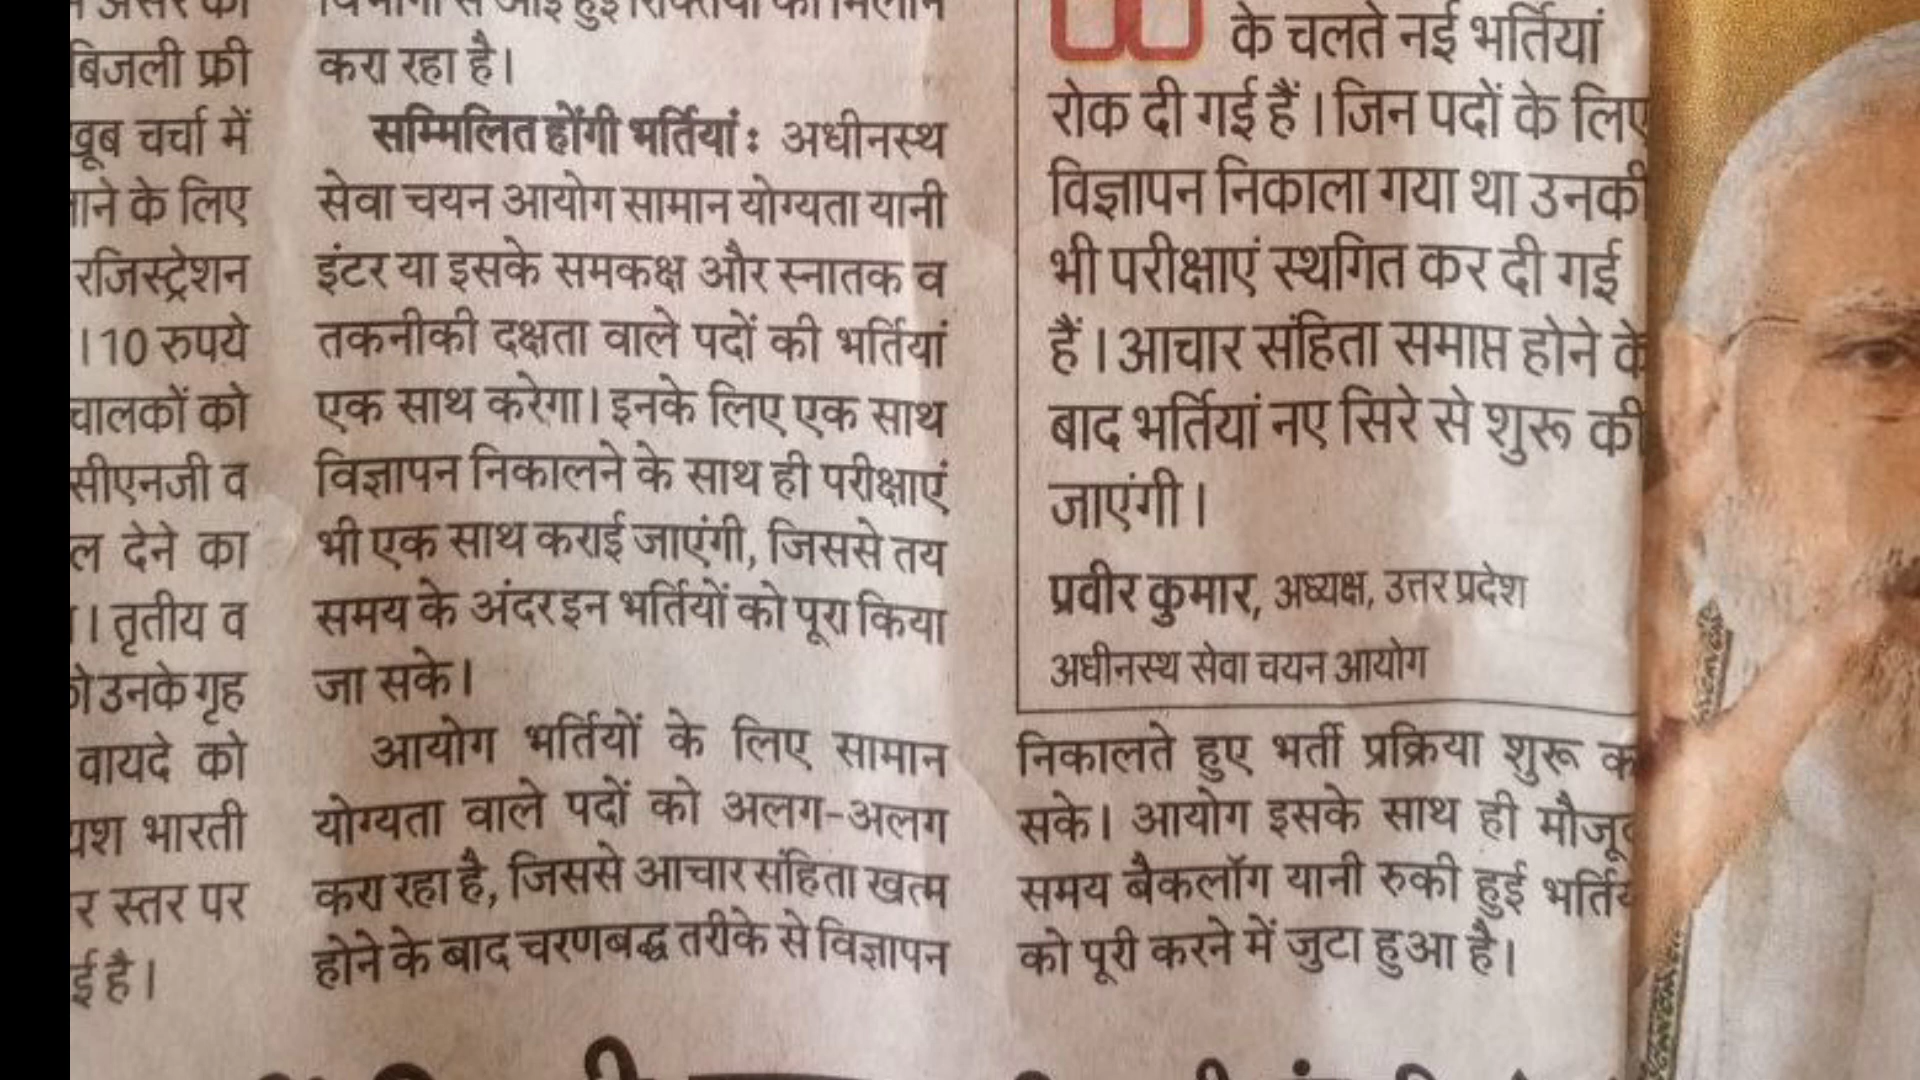 बिजली फ्री
खूब चर्चा में
के लिए
रजिस्ट्रेशन
। 10 रुपये
चालकों को
सीएनजी व
देने का
। तृतीय व
उनके गृह
वायदे को
भारती
स्तर पर
है।
करा रहा है।
सम्मिलित होंगी भर्तियां : अधीनस्थ
सेवा चयन आयोग सामान योग्यता यानी
इंटर या इसके समकक्ष और स्नातक व
तकनीकी दक्षता वाले पदों की भर्तियां
एक साथ करेगा। इनके लिए एक साथ
विज्ञापन निकालने के साथ ही परीक्षाएं
भी एक साथ कराई जाएंगी, जिससे तय
समय के अंदर इन भर्तियों को पूरा किया
जा सके।
आयोग भर्तियों के लिए सामान
योग्यता वाले पदों को अलग-अलग
करा रहा है, जिससे आचार संहिता खत्म
होने के बाद चरणबद्ध तरीके से विज्ञापन
के चलते नई भर्तियां
रोक दी गई हैं। जिन पदों के लिए
विज्ञापन निकाला गया था उनकी
भी परीक्षाएं स्थगित कर दी गई
हैं। आचार संहिता समाप्त होने के
बाद भर्तियां नए सिरे से शुरू की
जाएंगी।
प्रवीर कुमार, अध्यक्ष, उत्तर प्रदेश
अधीनस्थ सेवा चयन आयोग
निकालते हुए भर्ती प्रक्रिया शुरू
सके। आयोग इसके साथ ही
समय बैकलॉग यानी रुकी हुई
को पूरी करने में जुटा हुआ है।